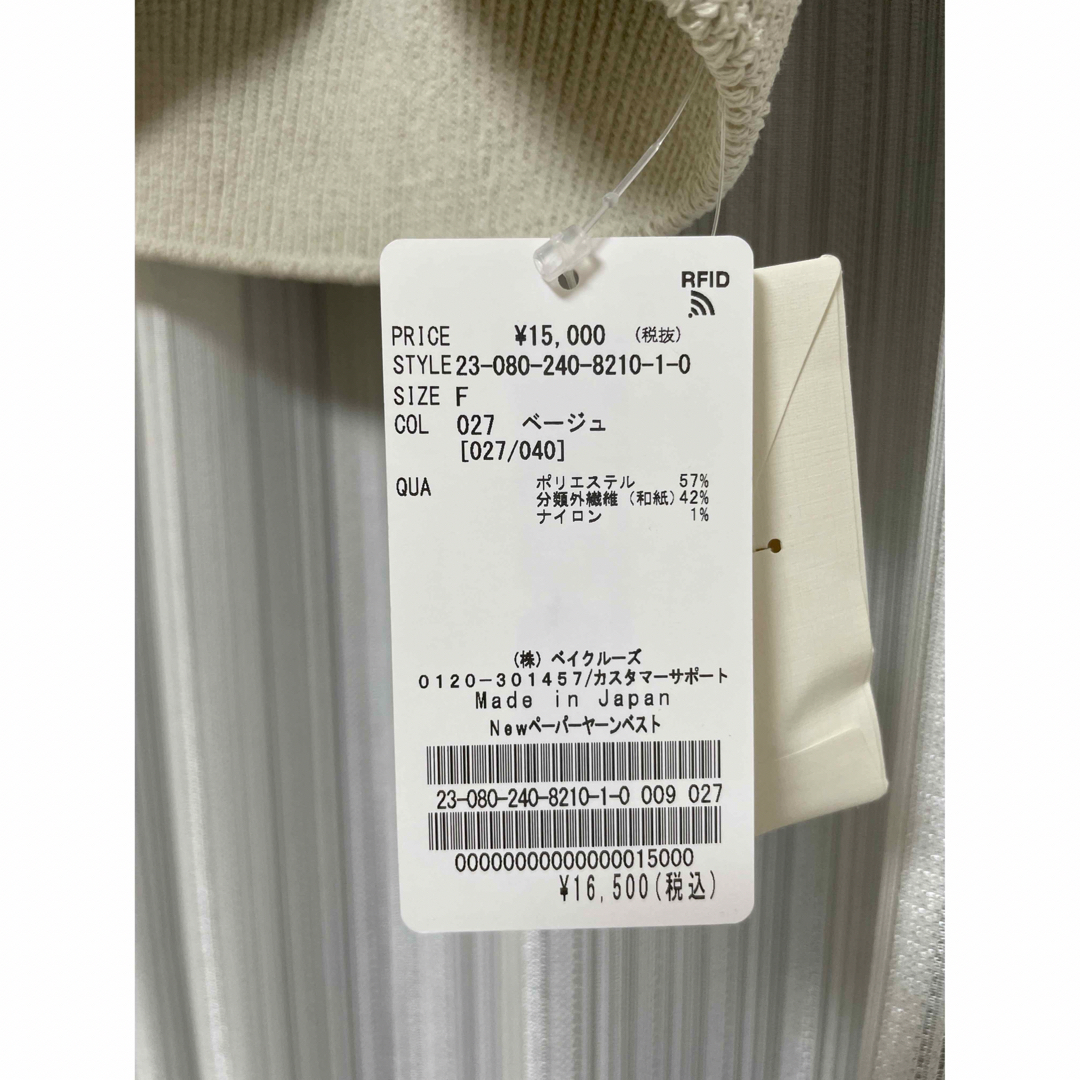 RFID
PRICE ¥15,000 (税抜)
STYLE 23-080-240-8210-1-0
SIZE F
COL 027 ベージュ
[027/040]
QUA ポリエステル 57%
分類外繊維(和紙)42%
ナイロン 1%
(株)ベイクルーズ
0120-301457/カスタマーサポート
Made in Japan
Newペーパーヤーンベスト
23-080-240-8210-1-0 009 027
00000000000000015000
¥16,500(税込)